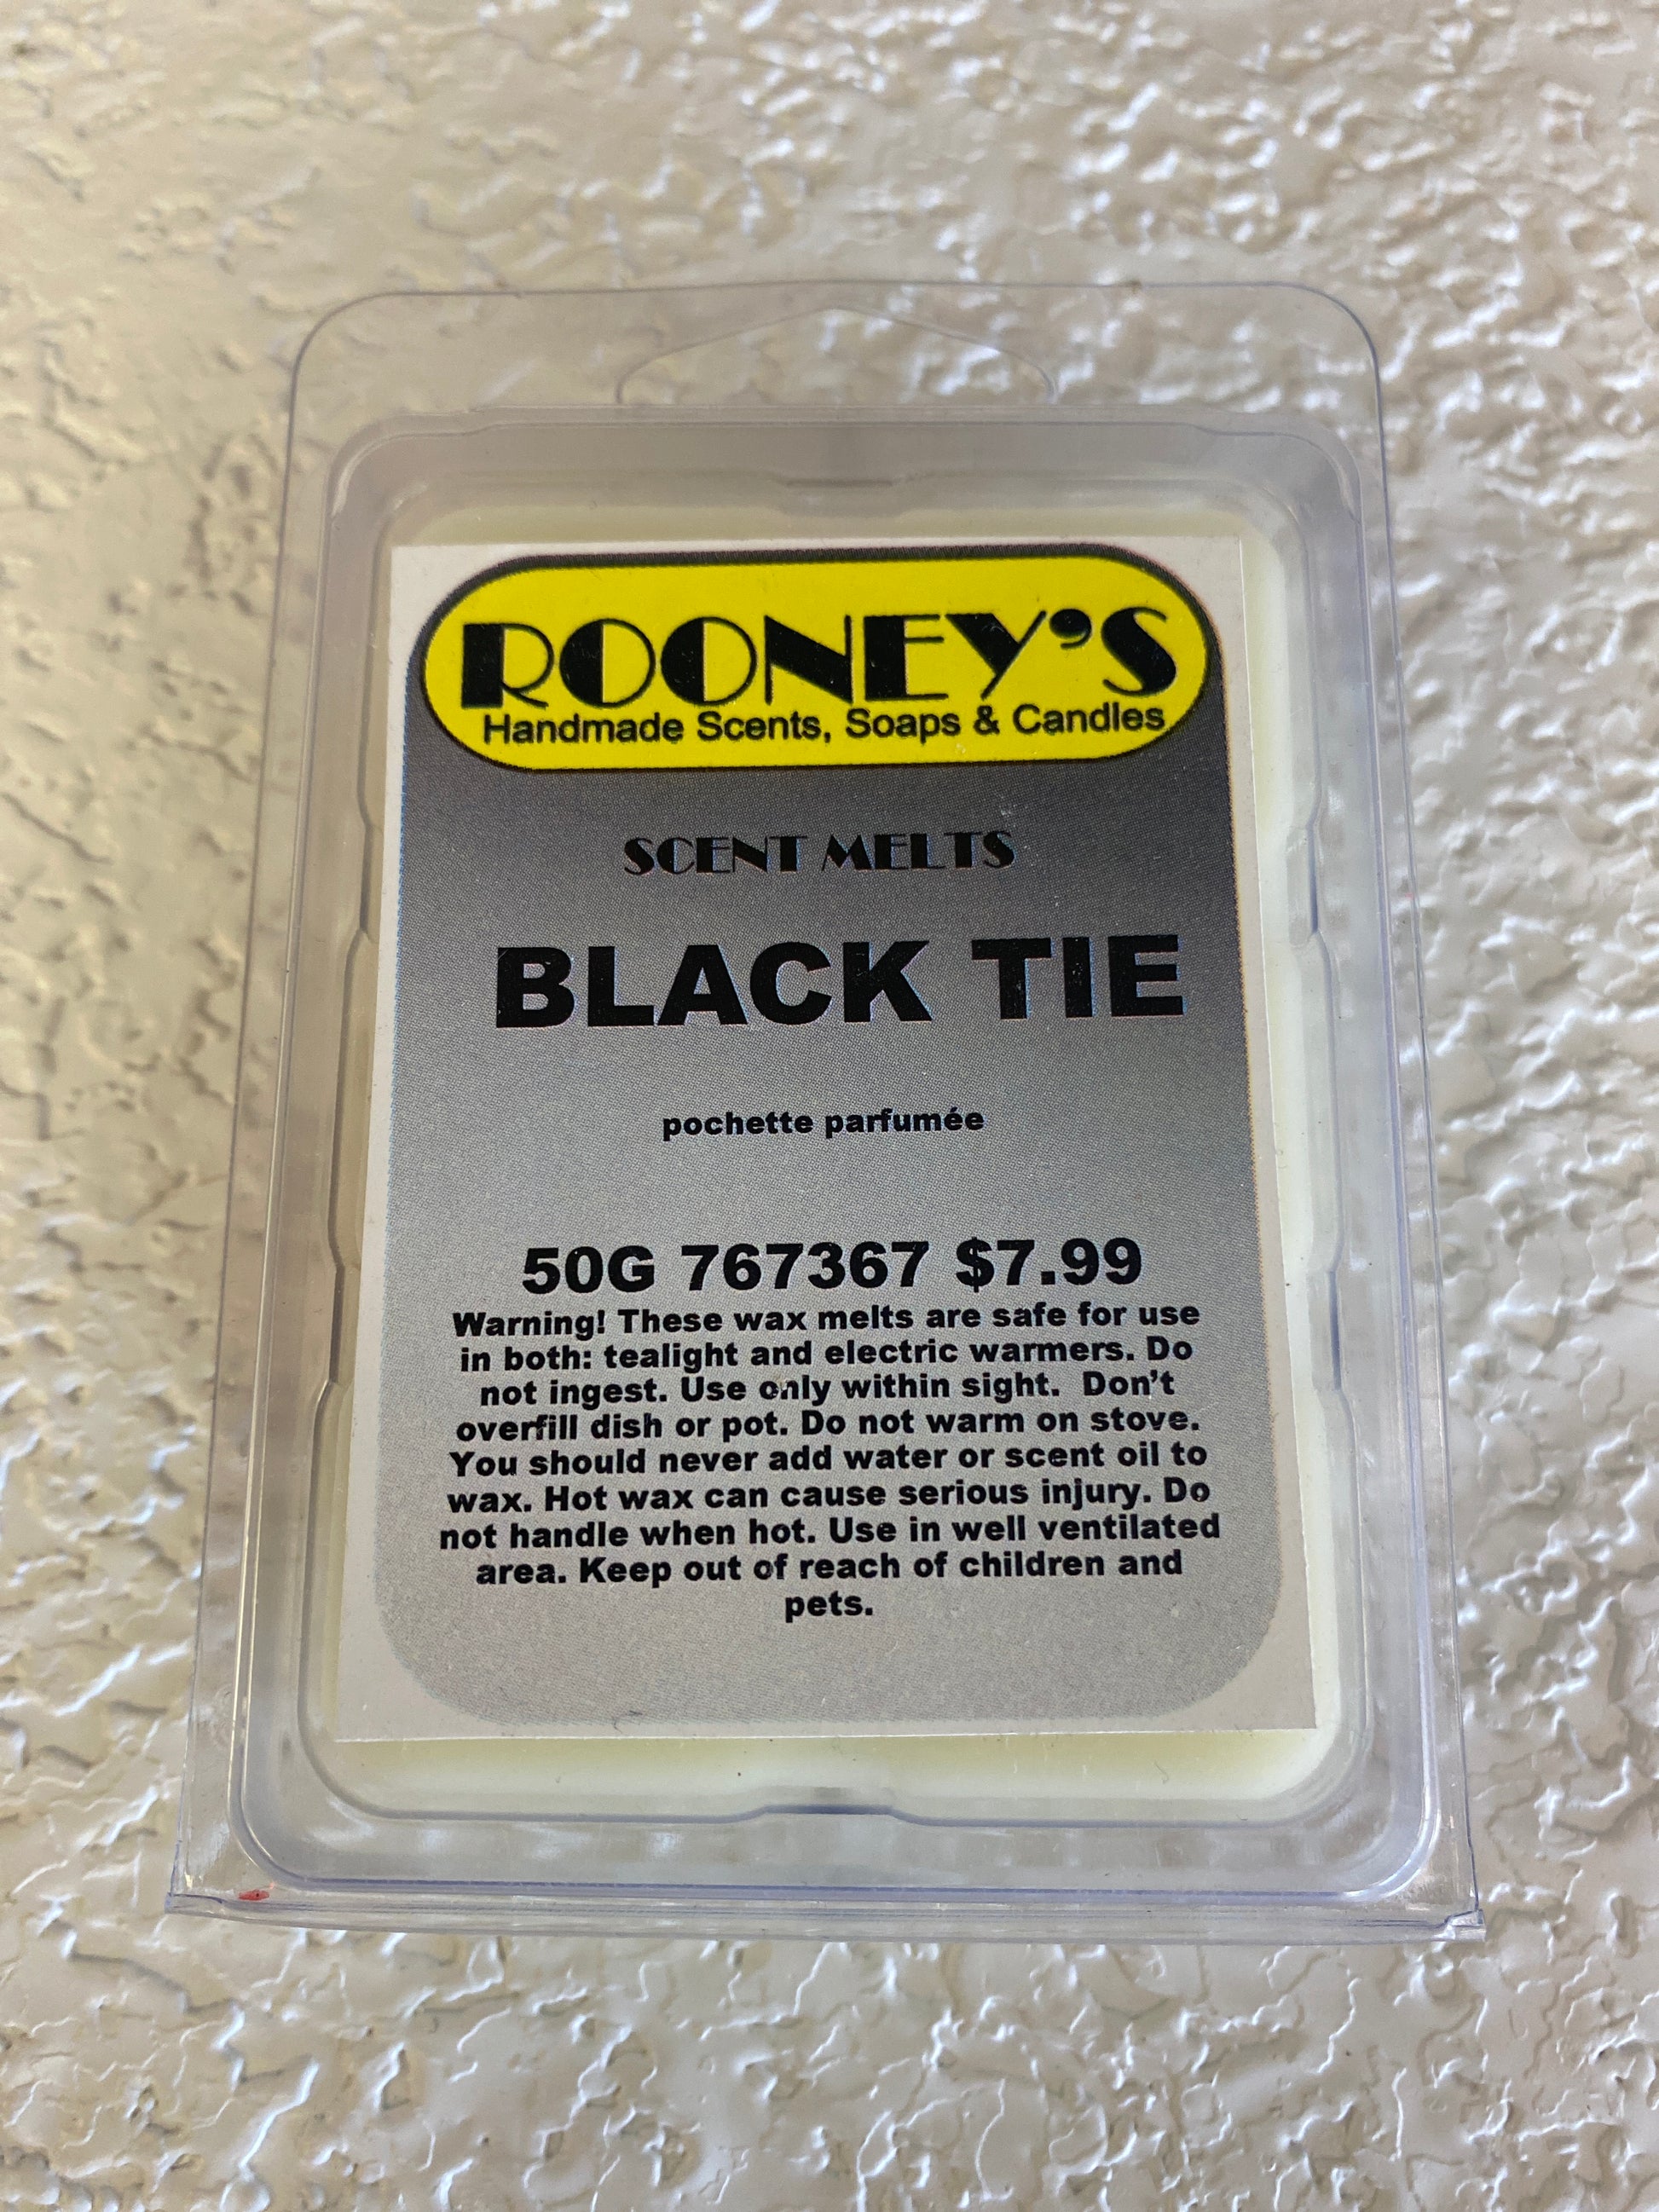 ROONEY'S
Handmade Scents, Soaps & Candles
SCENT MELTS
BLACK TIE
pochette parfumée
50G 767367 $7.99
Warning! These wax melts are safe for use
in both: tealight and electric warmers. Do
not ingest. Use only within sight. Don't
overfill dish or pot. Do not warm on stove.
You should never add water or scent oil to
wax. Hot wax can cause serious injury. Do
not handle when hot. Use in well ventilated
area. Keep out of reach of children and
pets.